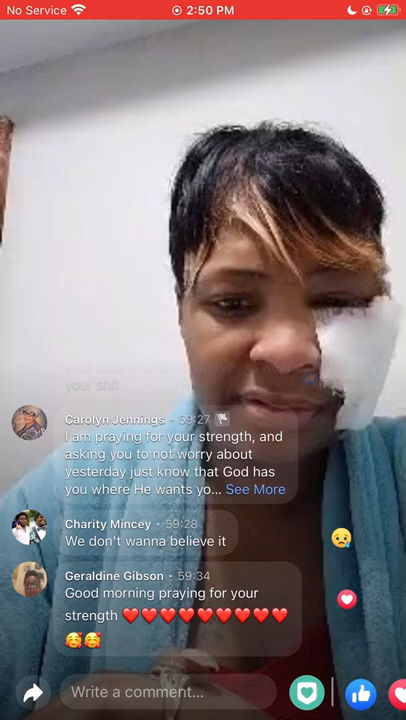 No Service 2:50 PM
your shit
Carolyn Jennings • 59:27
I am praying for your strength, and
asking you to not worry about
yesterday just know that God has
you where He wants yo... See More
Charity Mincey • 59:28
We don't wanna believe it
Geraldine Gibson • 59:34
Good morning praying for your
strength ❤️❤️❤️❤️❤️❤️❤️❤️❤️
🥰🥰
Write a comment...